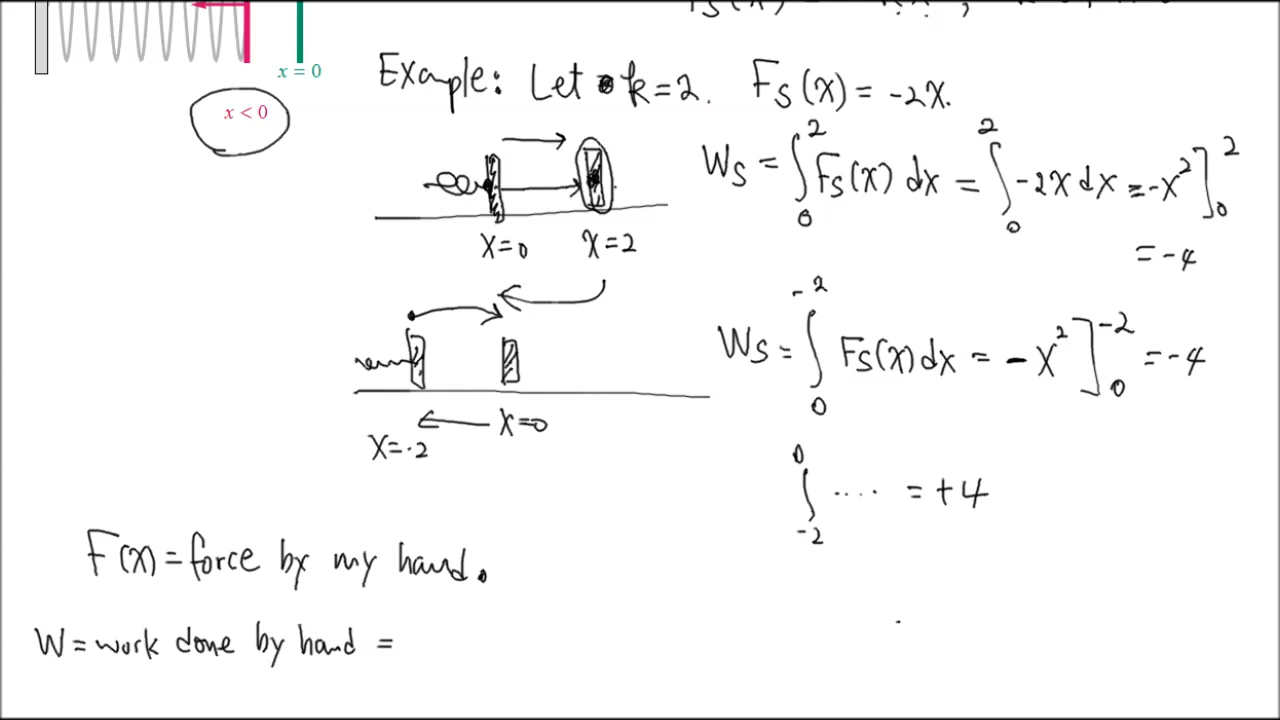 x = 0
x < 0
Example: Let k=2. Fs(x) = -2x.
Ws = ∫₀² Fs(x) dx = ∫₀² -2x dx = -x²]₀²
= -4
x=0 x=2
Ws = ∫₀⁻² Fs(x)dx = -x²]₀⁻² = -4
x=0
x=-2
∫₋₂⁰ ..... = +4
F(x) = force by my hand.
W = work done by hand =